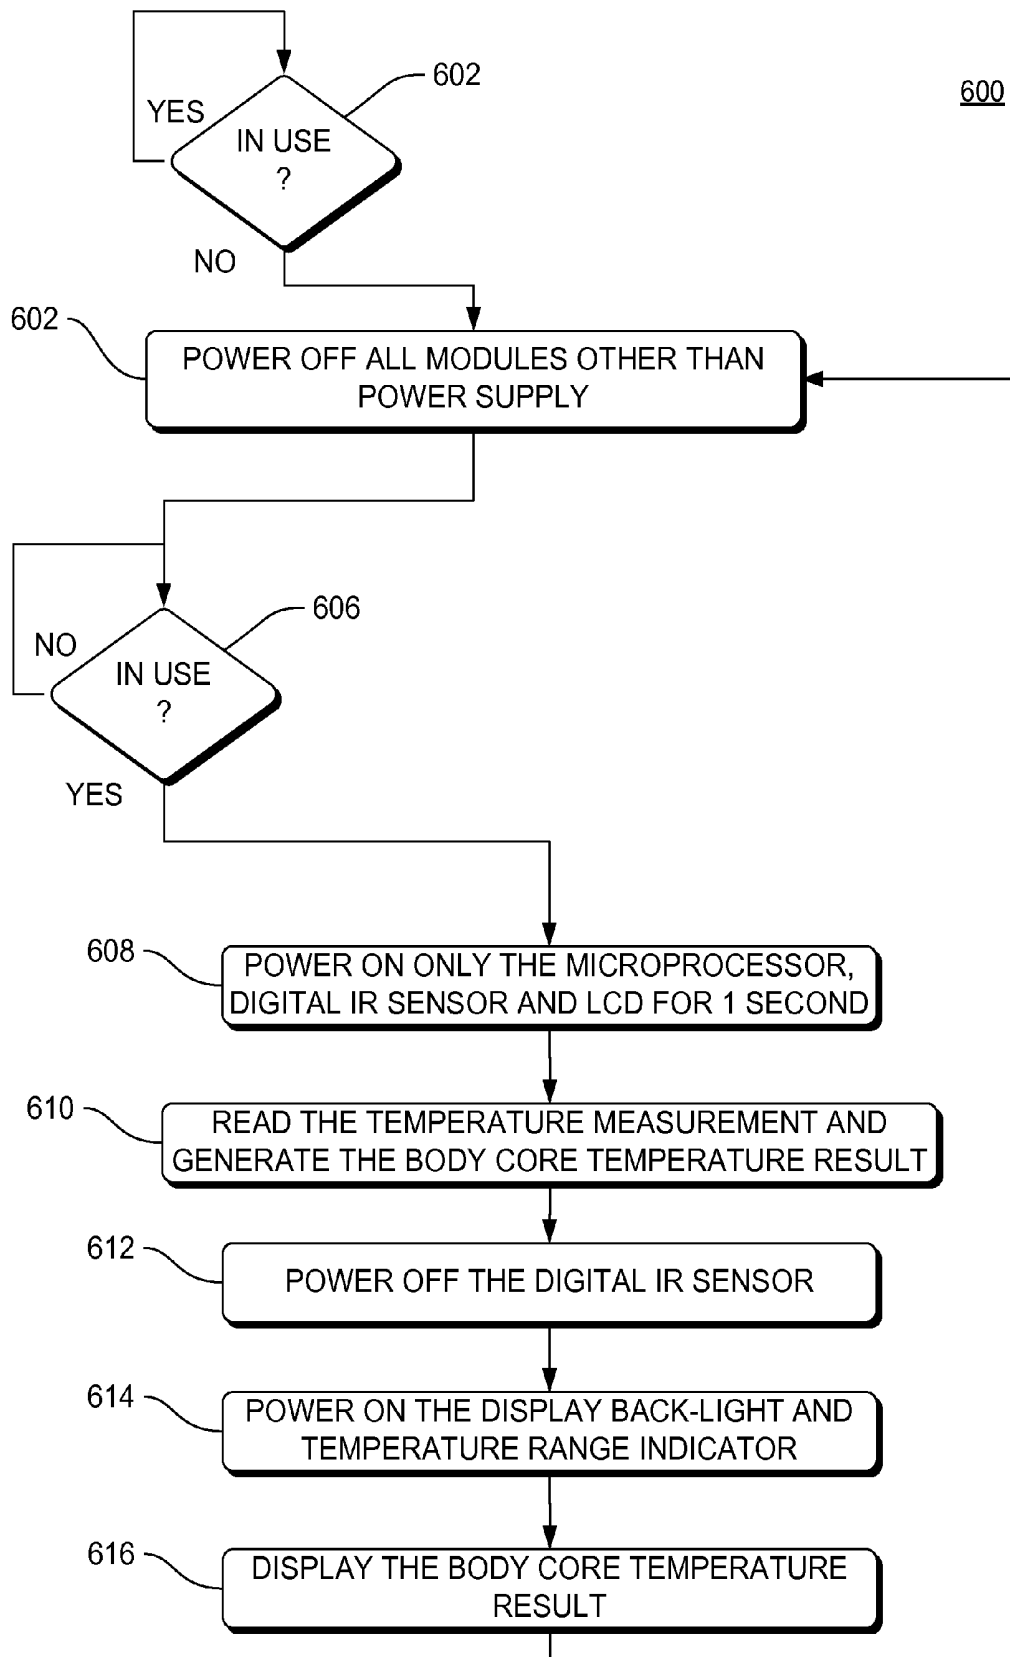 602
600
YES
IN USE
?
NO
602
POWER OFF ALL MODULES OTHER THAN
POWER SUPPLY
606
NO
IN USE
?
YES
608
POWER ON ONLY THE MICROPROCESSOR,
DIGITAL IR SENSOR AND LCD FOR 1 SECOND
610
READ THE TEMPERATURE MEASUREMENT AND
GENERATE THE BODY CORE TEMPERATURE RESULT
612
POWER OFF THE DIGITAL IR SENSOR
614
POWER ON THE DISPLAY BACK-LIGHT AND
TEMPERATURE RANGE INDICATOR
616
DISPLAY THE BODY CORE TEMPERATURE
RESULT